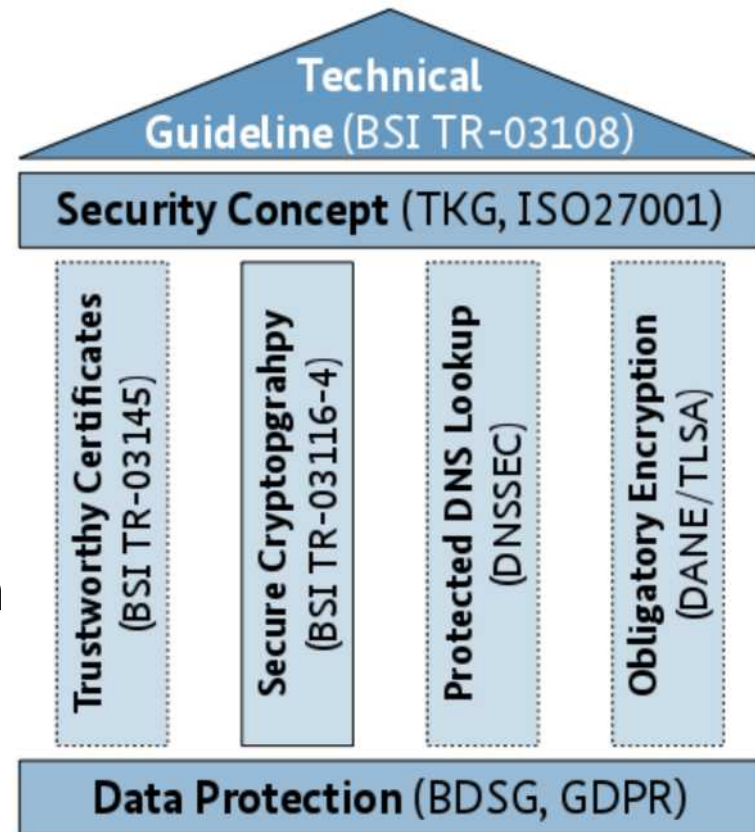 Technical
Guideline (BSI TR-03108)
Security Concept (TKG, ISO27001)
Trustworthy Certificates
(BSI TR-03145)
Secure Cryptopgrahpy
(BSI TR-03116-4)
Protected DNS Lookup
(DNSSEC)
Obligatory Encryption
(DANE/TLSA)
Data Protection (BDSG, GDPR)